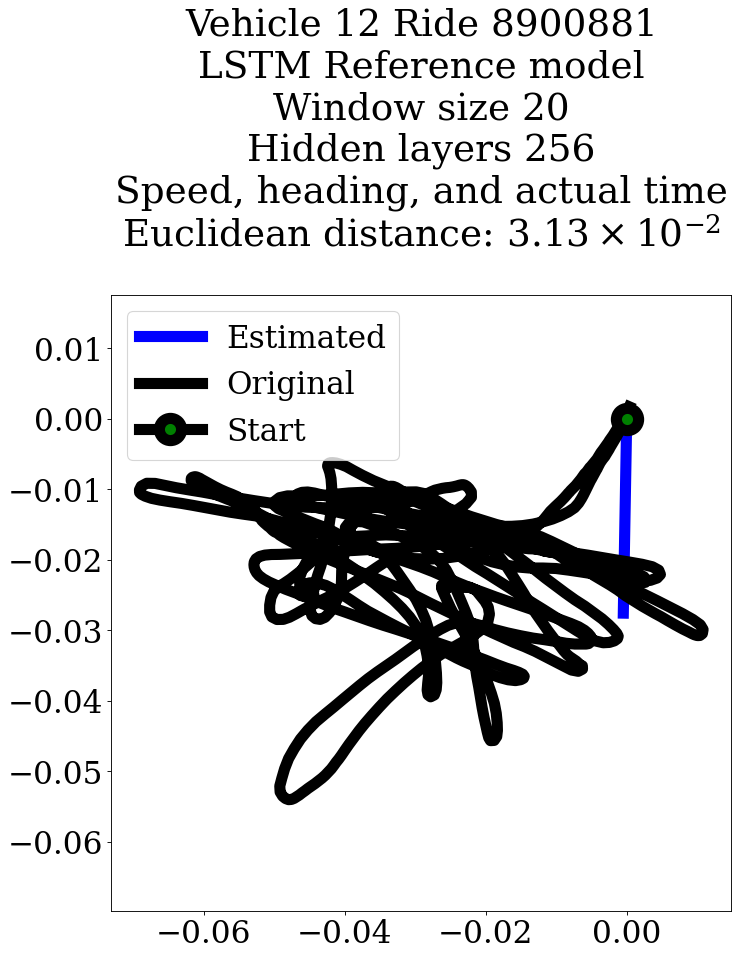 Vehicle 12 Ride 8900881
LSTM Reference model
Window size 20
Hidden layers 256
Speed, heading, and actual time
Euclidean distance: 3.13 × 10⁻²
Estimated
Original
Start
0.01
0.00
−0.01
−0.02
−0.03
−0.04
−0.05
−0.06
−0.06
−0.04
−0.02
0.00